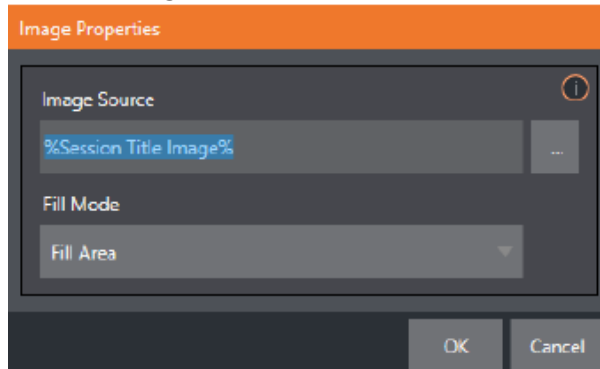 Image Properties
Image Source
%Session Title Image%
...
Fill Mode
Fill Area
OK
Cancel